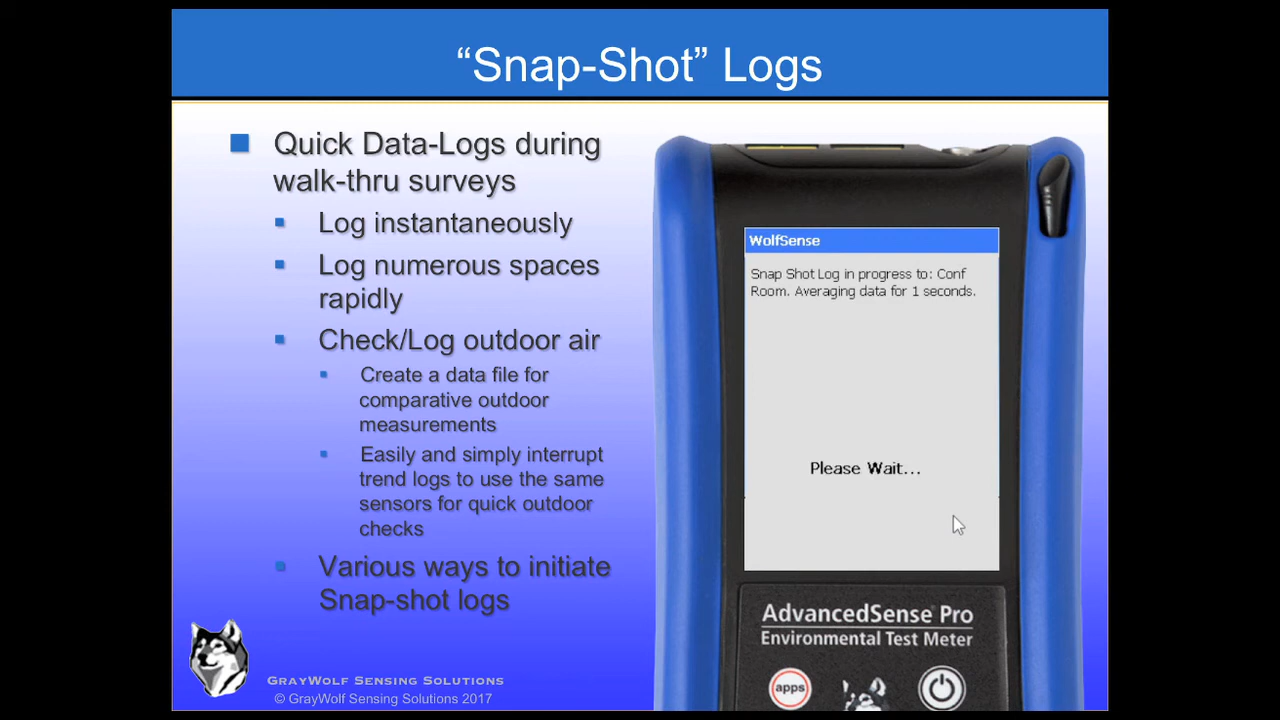 “Snap-Shot” Logs
Quick Data-Logs during
walk-thru surveys
Log instantaneously
Log numerous spaces
rapidly
Check/Log outdoor air
Create a data file for
comparative outdoor
measurements
Easily and simply interrupt
trend logs to use the same
sensors for quick outdoor
checks
Various ways to initiate
Snap-shot logs
GRAYWOLF SENSING SOLUTIONS
© GrayWolf Sensing Solutions 2017
WolfSense
Snap Shot Log in progress to: Conf
Room. Averaging data for 1 seconds.
Please Wait...
AdvancedSense® Pro
Environmental Test Meter
apps